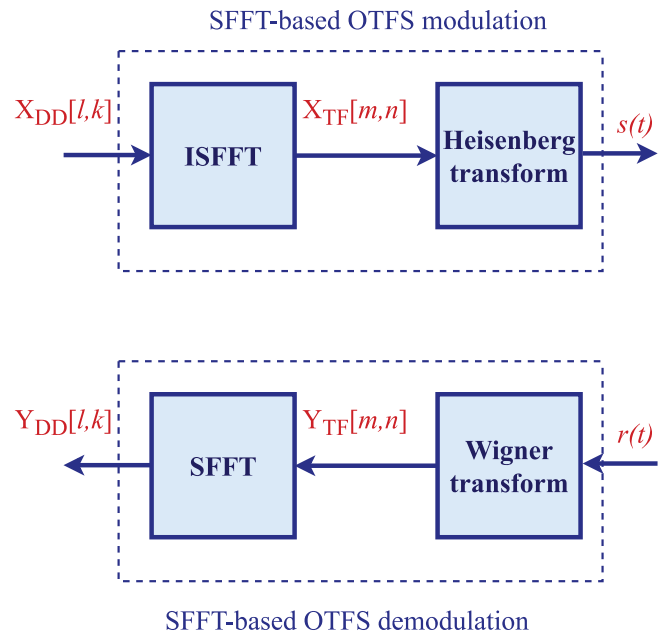 SFFT-based OTFS modulation
X_DD[l,k]
ISFFT
X_TF[m,n]
Heisenberg
transform
s(t)
Y_DD[l,k]
SFFT
Y_TF[m,n]
Wigner
transform
r(t)
SFFT-based OTFS demodulation